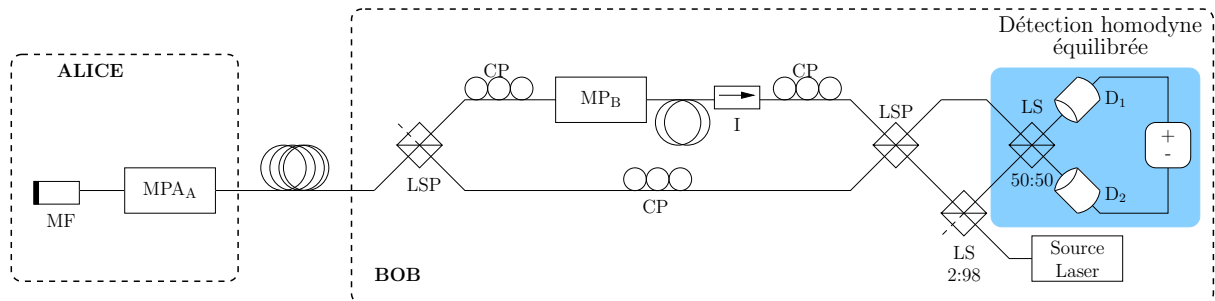 Détection homodyne
équilibrée
ALICE
CP
CP
MP_B
I
LSP
LS
D_1
+
-
MPA_A
MF
LSP
CP
50:50
D_2
LS
2:98
Source
Laser
BOB